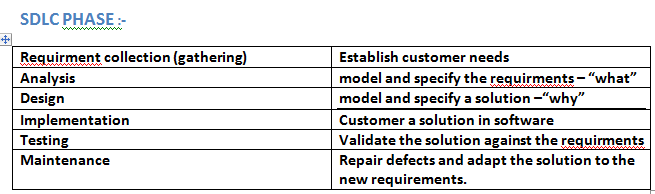 SDLC PHASE :-
Requirment collection (gathering) Establish customer needs
Analysis model and specify the requirments – “what”
Design model and specify a solution –“why”
Implementation Customer a solution in software
Testing Validate the solution against the requirments
Maintenance Repair defects and adapt the solution to the
new requirements.